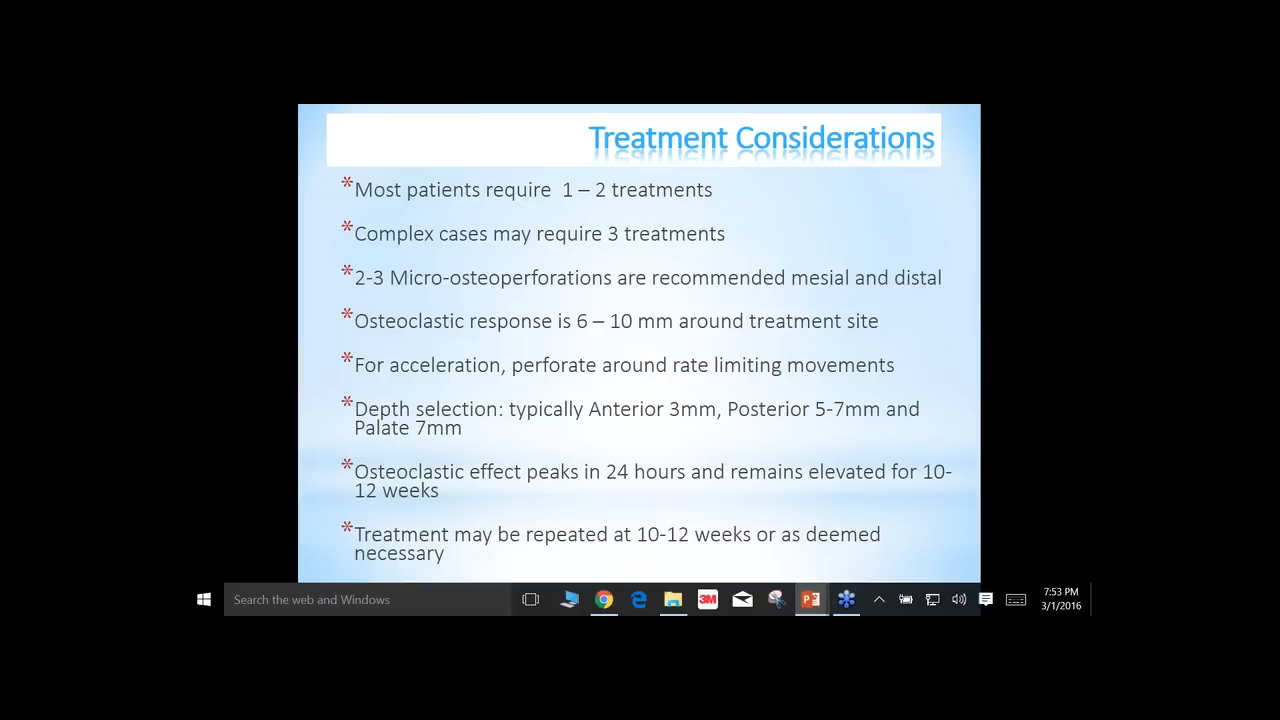 Treatment Considerations
*Most patients require 1 – 2 treatments
*Complex cases may require 3 treatments
*2-3 Micro-osteoperforations are recommended mesial and distal
*Osteoclastic response is 6 – 10 mm around treatment site
*For acceleration, perforate around rate limiting movements
*Depth selection: typically Anterior 3mm, Posterior 5-7mm and
Palate 7mm
*Osteoclastic effect peaks in 24 hours and remains elevated for 10-
12 weeks
*Treatment may be repeated at 10-12 weeks or as deemed
necessary
Search the web and Windows
3M
7:53 PM
3/1/2016